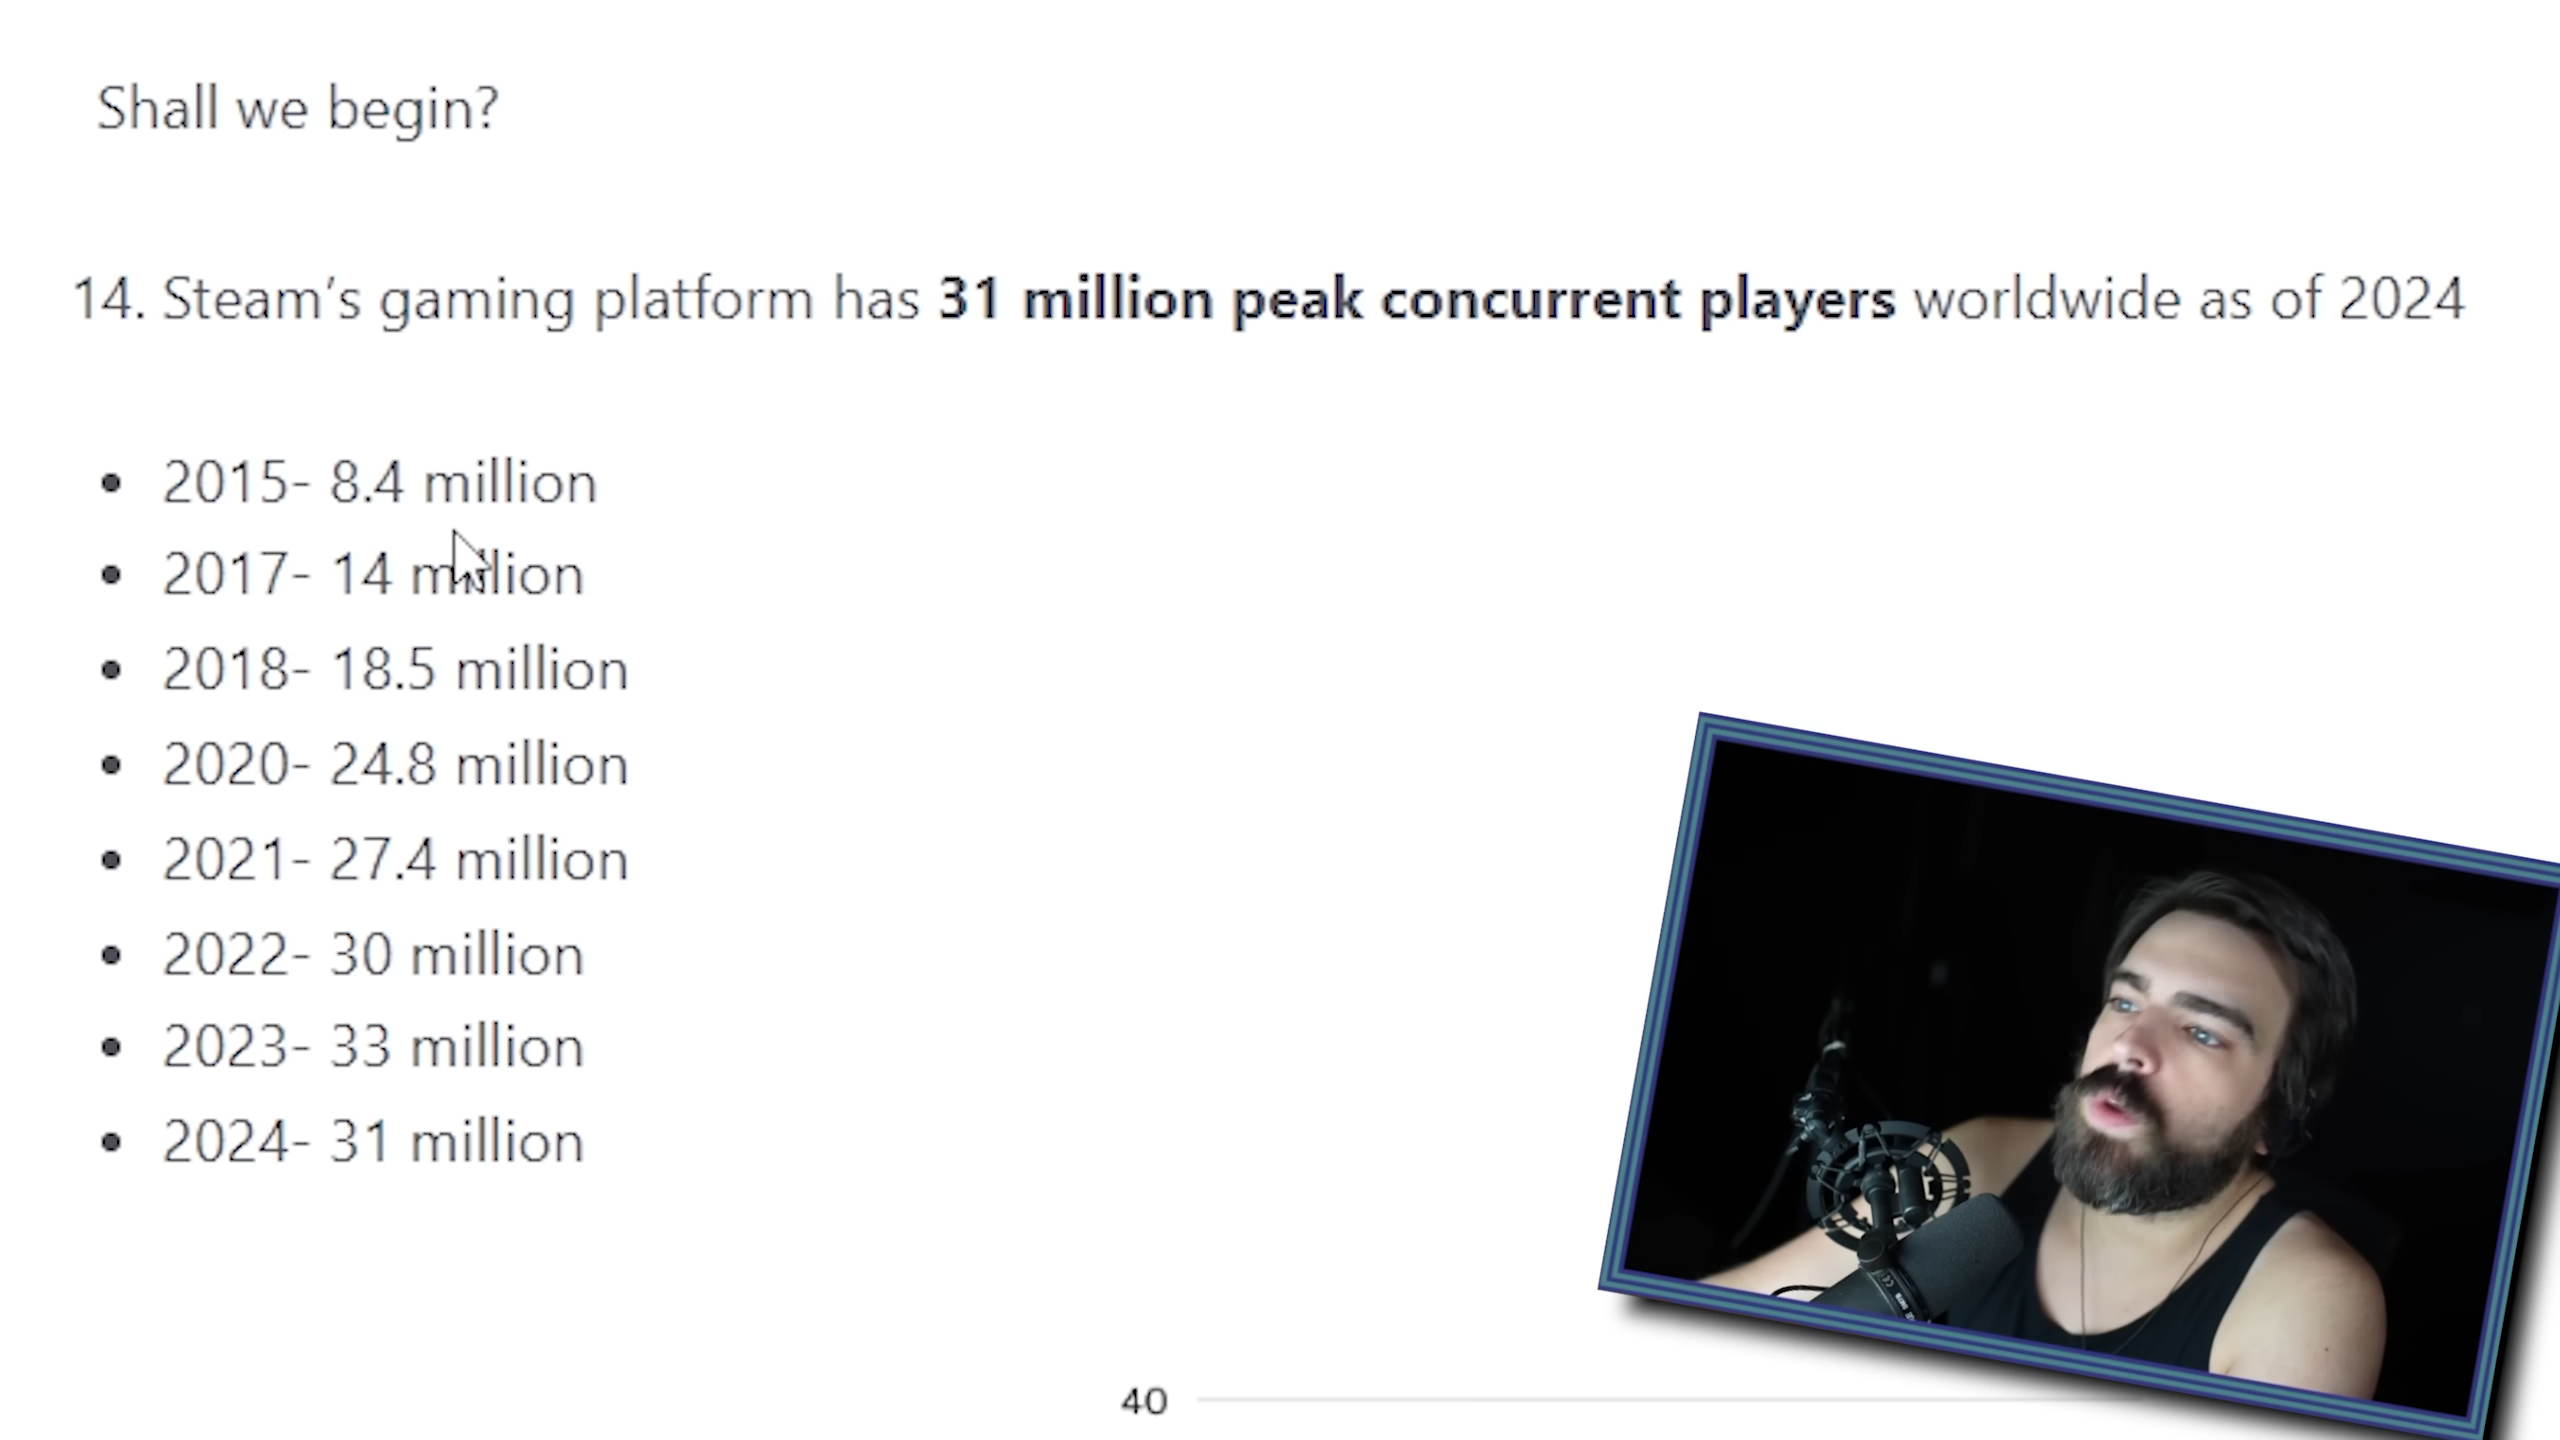 Shall we begin?
14. Steam’s gaming platform has 31 million peak concurrent players worldwide as of 2024
2015- 8.4 million
2017- 14 million
2018- 18.5 million
2020- 24.8 million
2021- 27.4 million
2022- 30 million
2023- 33 million
2024- 31 million
40